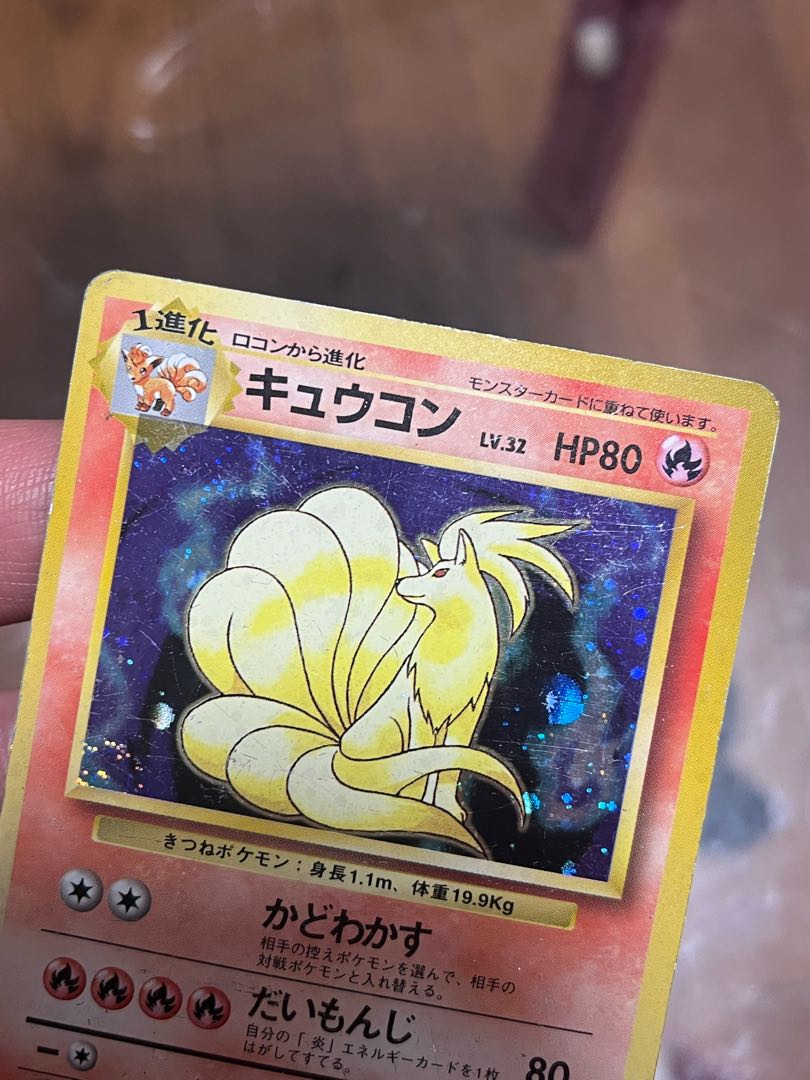 1進化
ロコンから進化
モンスターカードに重ねて使います。
キュウコン LV.32 HP80
きつねポケモン:身長1.1m、体重19.9Kg
かどわかす
相手の控えポケモンを選んで、相手の
対戦ポケモンと入れ替える。
だいもんじ
自分の「炎」エネルギーカードを1枚
はがしてすてる。
80